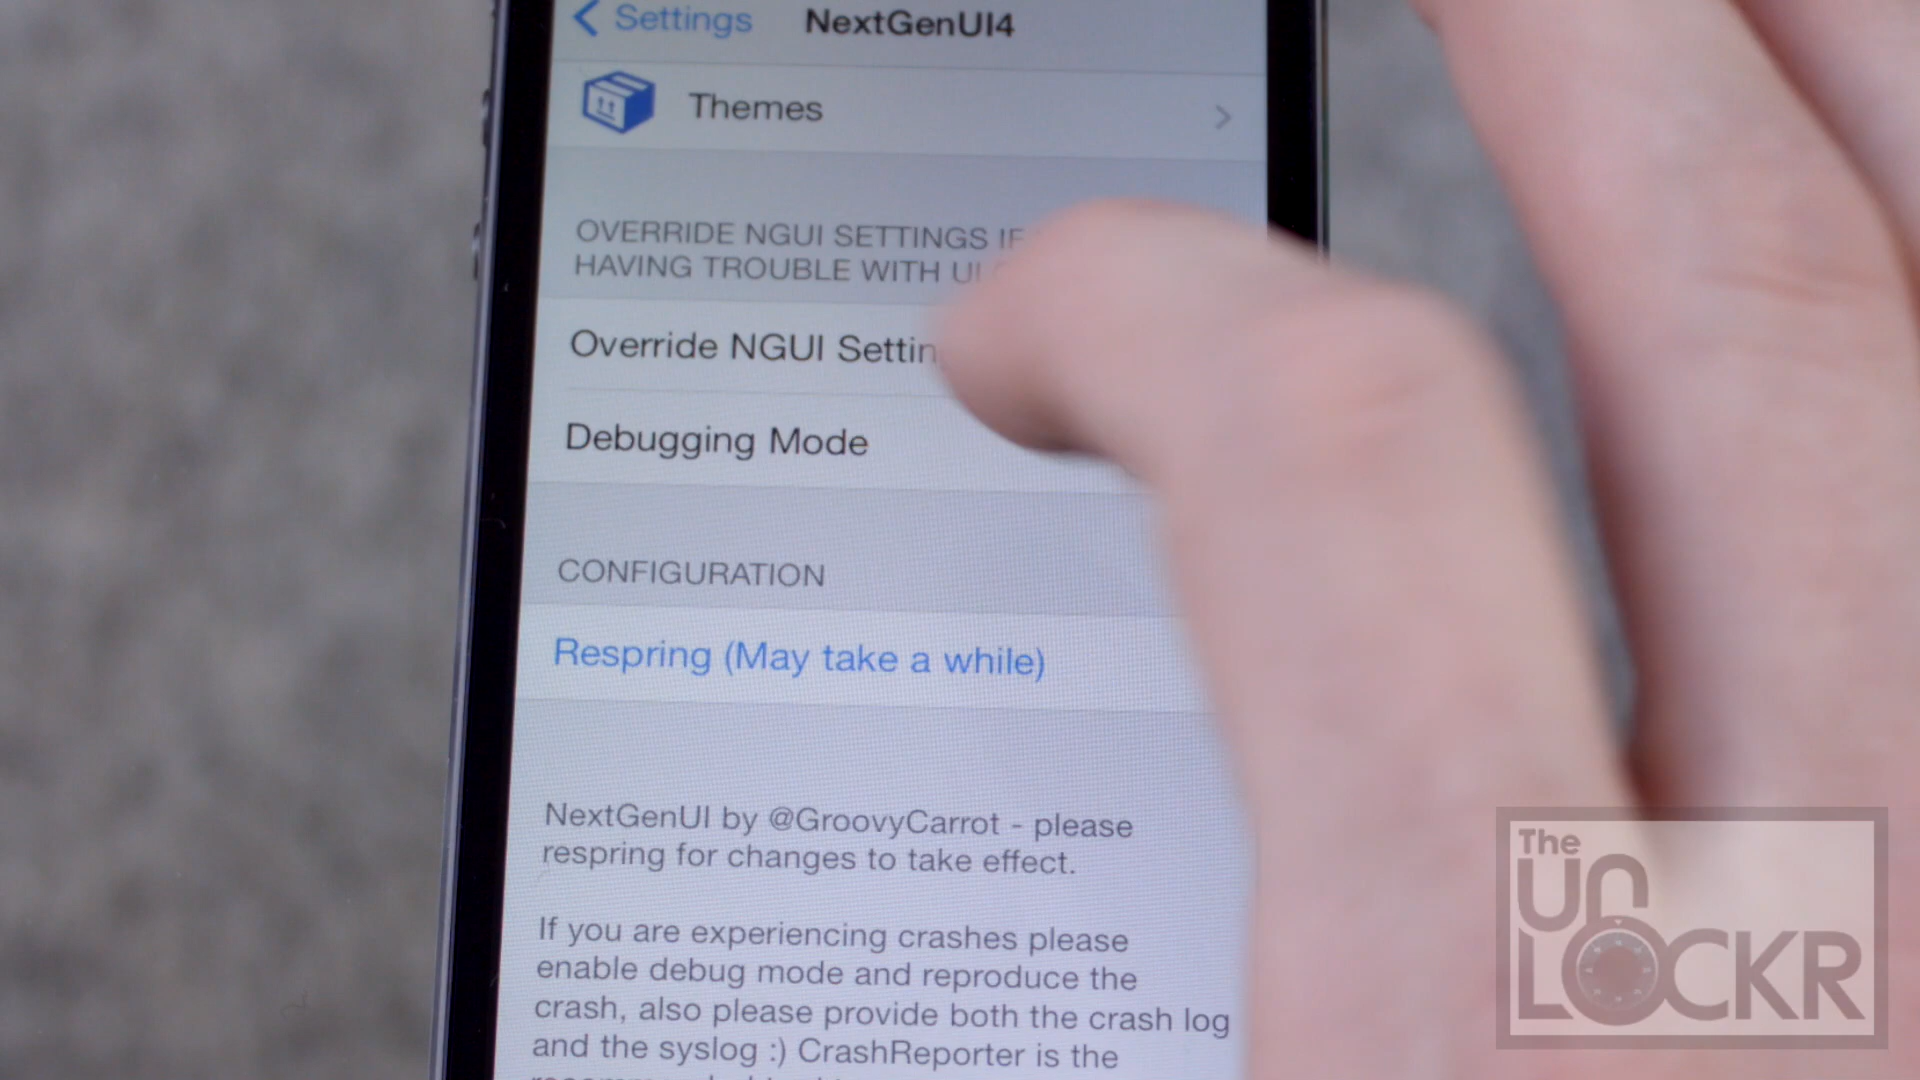 Settings NextGenUI4
Themes
OVERRIDE NGUI SETTINGS IF
HAVING TROUBLE WITH
Override NGUI
Debugging Mode
CONFIGURATION
Respring (May take a while)
NextGenUI by @GroovyCarrot - please
respring for changes to take effect.
If you are experiencing crashes please
enable debug mode and reproduce the
crash, also please provide both the crash log
and the syslog :) CrashReporter is the
The
UnLOCKR